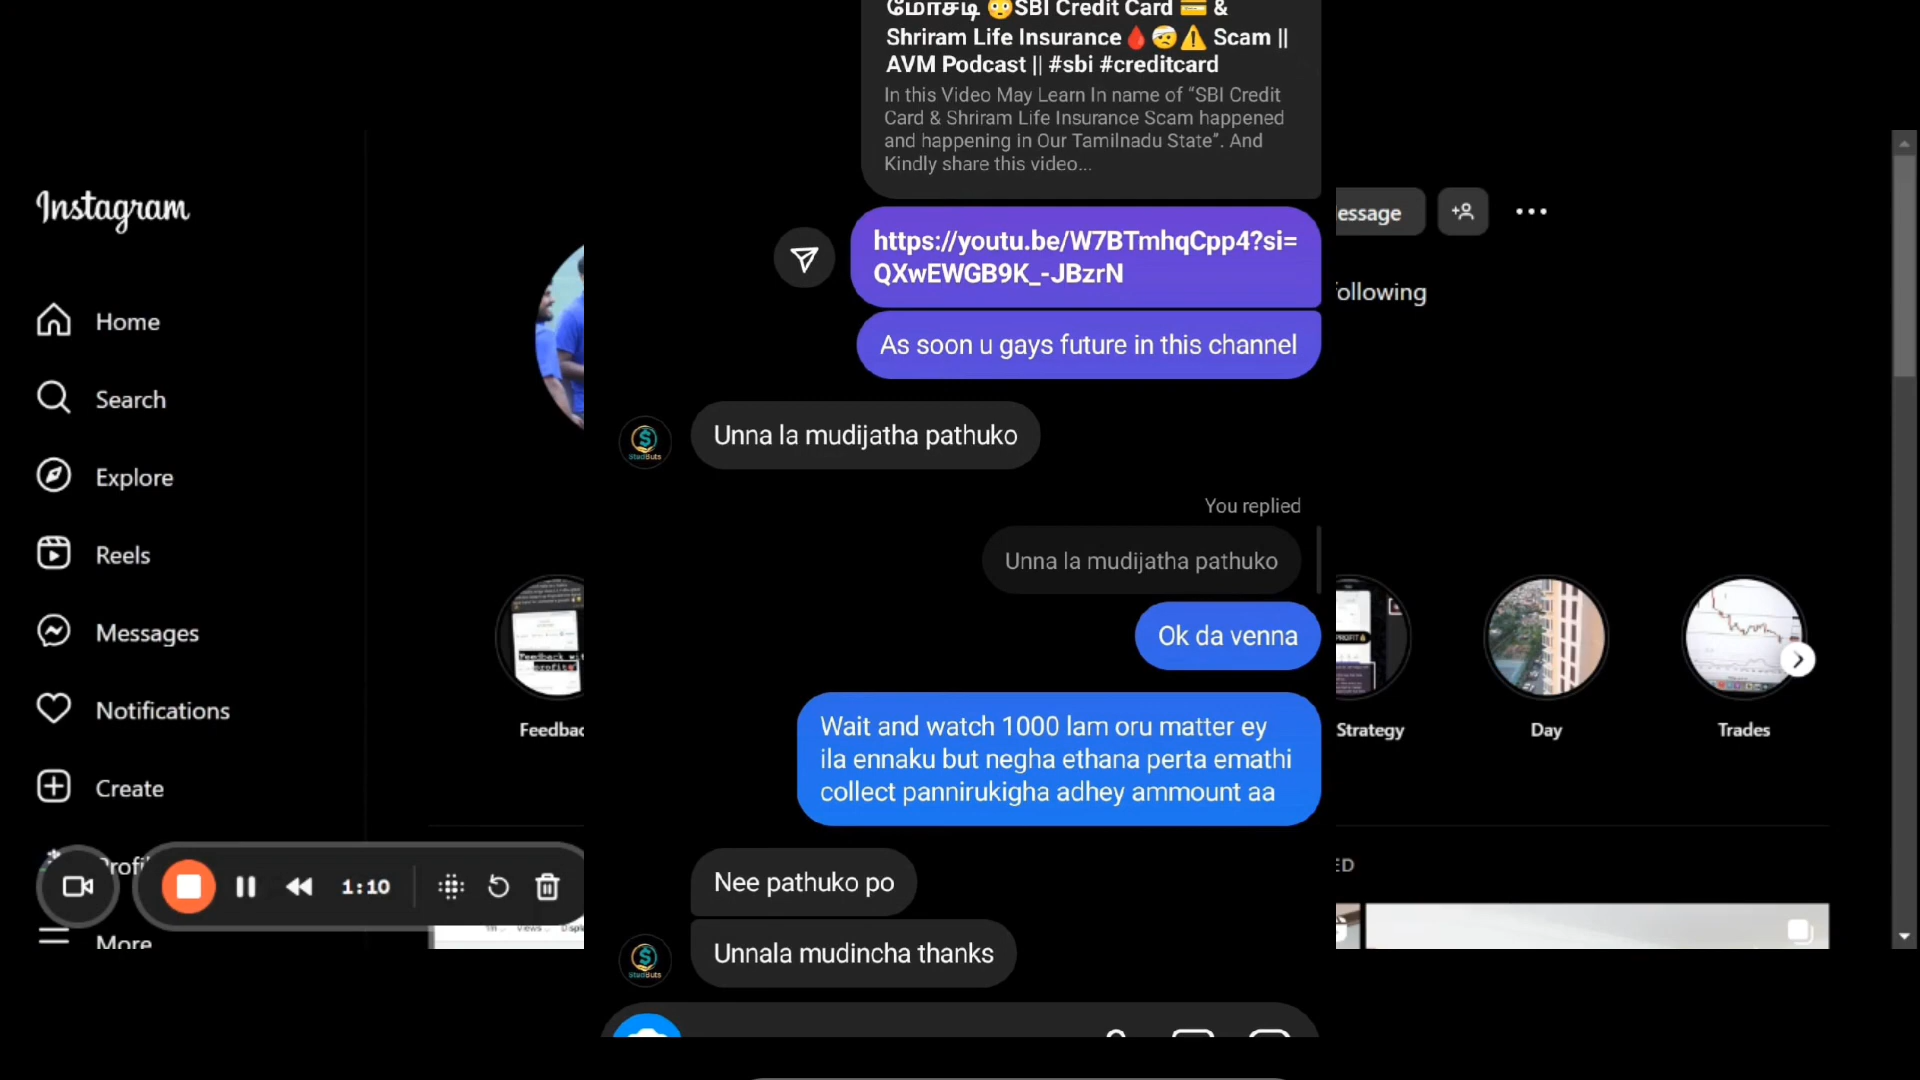 மோசடி 😳SBI Credit Card 💳 &
Shriram Life Insurance🩸🤕⚠️ Scam ||
AVM Podcast || #sbi #creditcard
In this Video May Learn In name of “SBI Credit
Card & Shriram Life Insurance Scam happened
and happening in Our Tamilnadu State”. And
Kindly share this video...
https://youtu.be/W7BTmhqCpp4?si=
QXwEWGB9K_-JBzrN
As soon u gays future in this channel
Unna la mudijatha pathuko
You replied
Unna la mudijatha pathuko
Ok da venna
Wait and watch 1000 lam oru matter ey
ila ennaku but negha ethana perta emathi
collect pannirukigha adhey ammount aa
Nee pathuko po
Unnala mudincha thanks
Instagram
Home
Search
Explore
Reels
Messages
Notifications
Create
Profi
More
1:10
Feedbac
essage
ollowing
Strategy
Day
Trades
ED